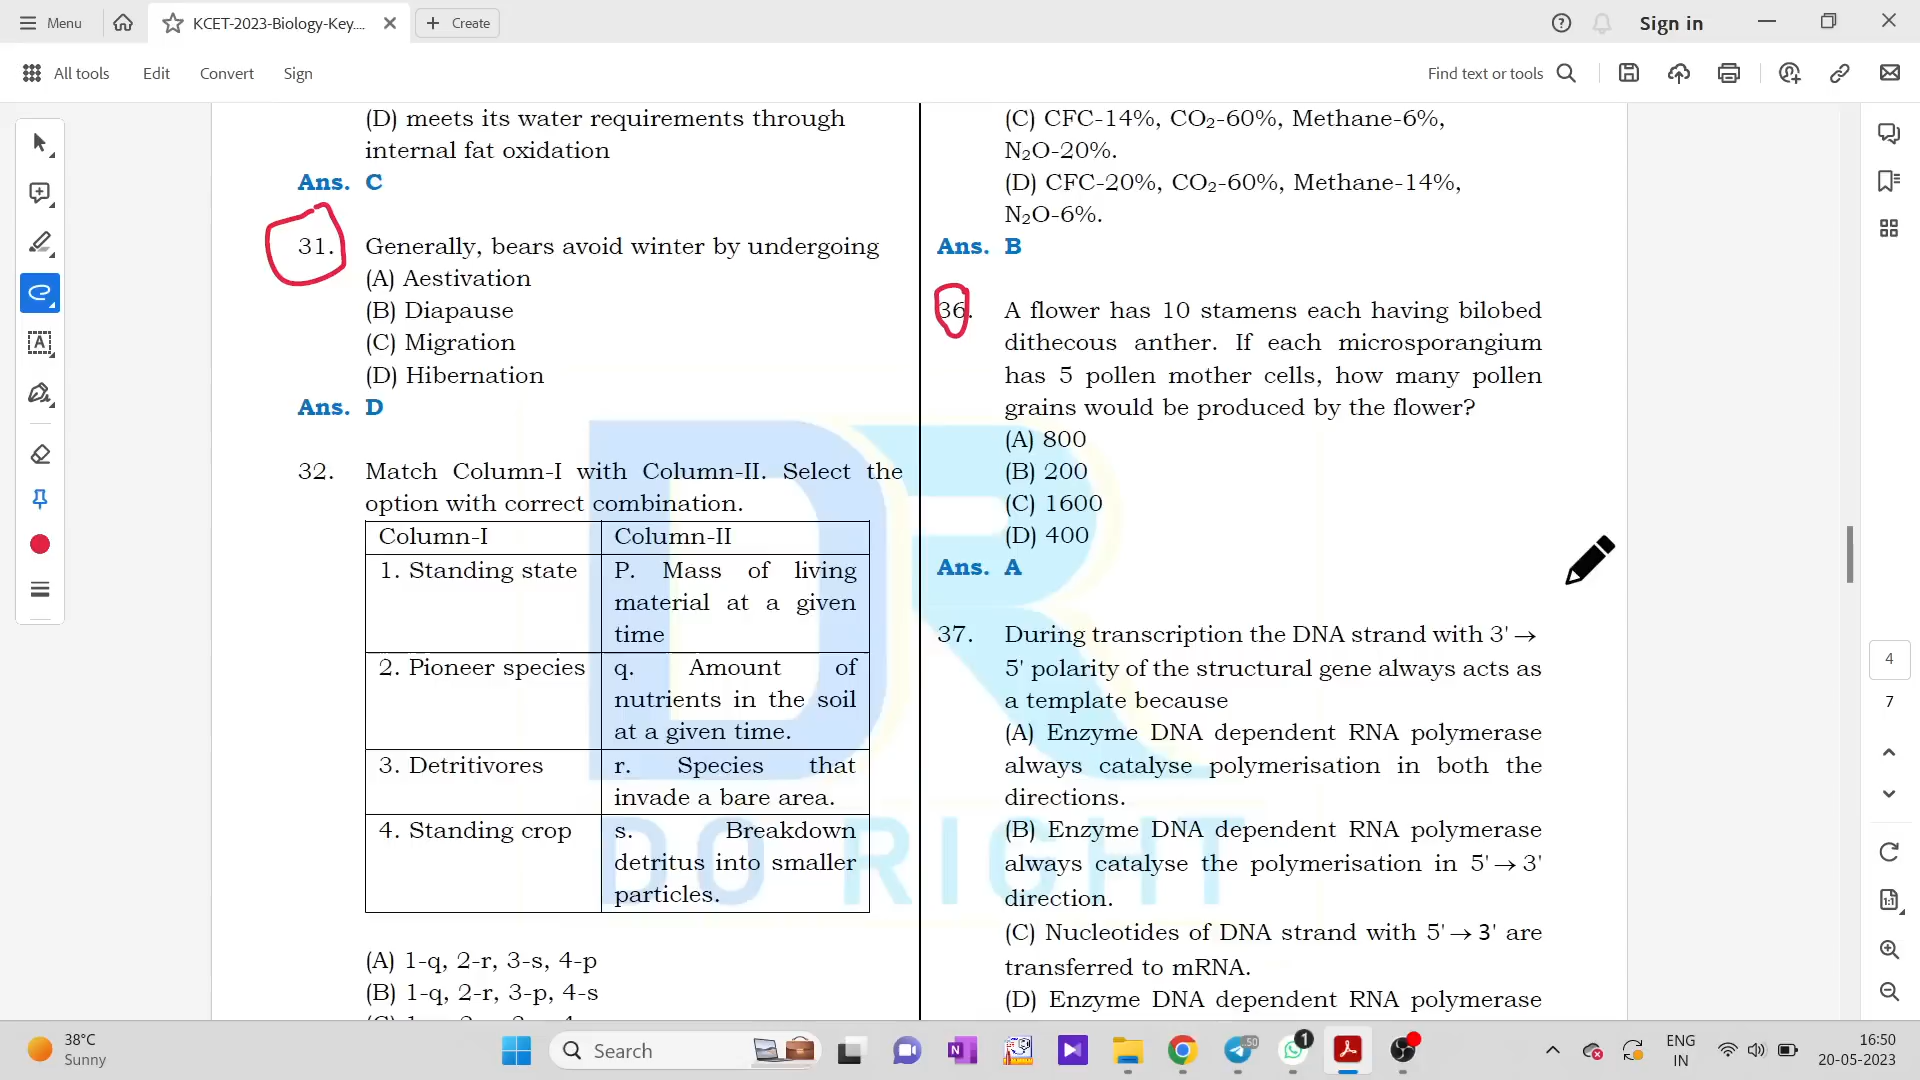 Menu
KCET-2023-Biology-Key....
Create
Sign in
All tools
Edit
Convert
Sign
Find text or tools
(D) meets its water requirements through
internal fat oxidation
Ans. C
31. Generally, bears avoid winter by undergoing
(A) Aestivation
(B) Diapause
(C) Migration
(D) Hibernation
Ans. D
32. Match Column-I with Column-II. Select the
option with correct combination.
Column-I Column-II
1. Standing state P. Mass of living
material at a given
time
2. Pioneer species q. Amount of
nutrients in the soil
at a given time.
3. Detritivores r. Species that
invade a bare area.
4. Standing crop s. Breakdown
detritus into smaller
particles.
(A) 1-q, 2-r, 3-s, 4-p
(B) 1-q, 2-r, 3-p, 4-s
(C) CFC-14%, CO₂-60%, Methane-6%,
N₂O-20%.
(D) CFC-20%, CO₂-60%, Methane-14%,
N₂O-6%.
Ans. B
36. A flower has 10 stamens each having bilobed
dithecous anther. If each microsporangium
has 5 pollen mother cells, how many pollen
grains would be produced by the flower?
(A) 800
(B) 200
(C) 1600
(D) 400
Ans. A
37. During transcription the DNA strand with 3' →
5' polarity of the structural gene always acts as
a template because
(A) Enzyme DNA dependent RNA polymerase
always catalyse polymerisation in both the
directions.
(B) Enzyme DNA dependent RNA polymerase
always catalyse the polymerisation in 5' → 3'
direction.
(C) Nucleotides of DNA strand with 5' → 3' are
transferred to mRNA.
(D) Enzyme DNA dependent RNA polymerase
DR
DO RIGHT
4
7
1:1
38°C
Sunny
Search
50
1
ENG
IN
16:50
20-05-2023